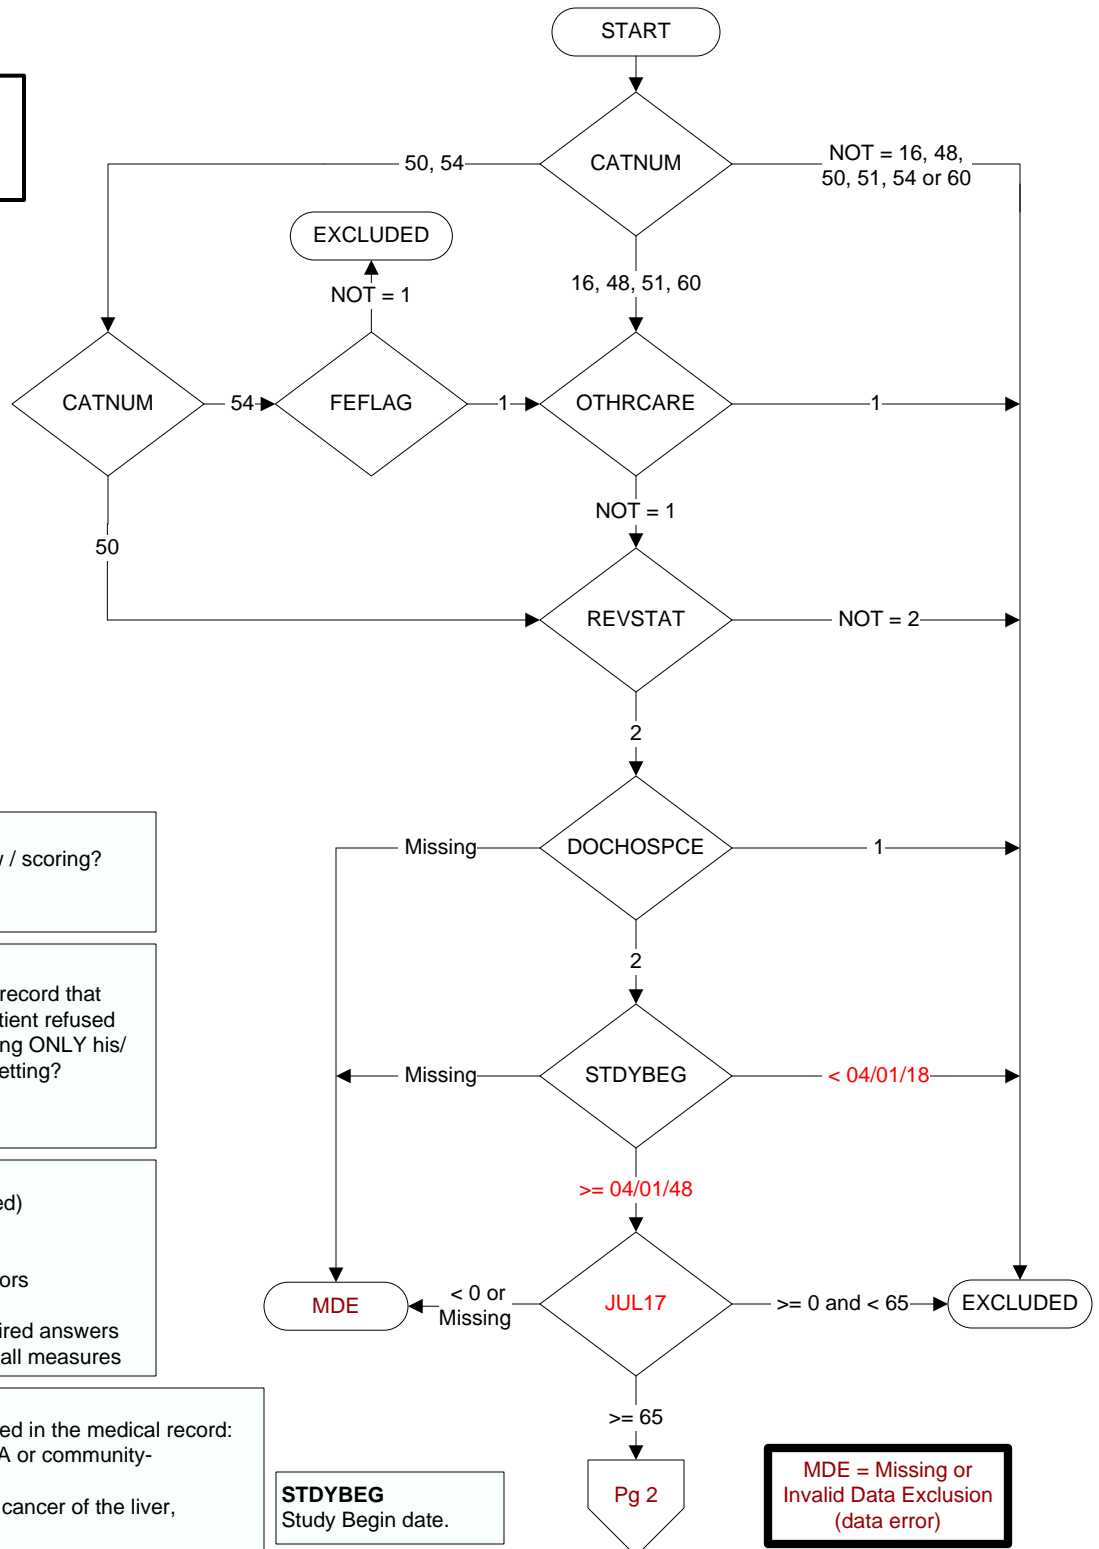 START
CATNUM
50, 54
NOT = 16, 48,
50, 51, 54 or 60
EXCLUDED
NOT = 1
16, 48, 51, 60
CATNUM
54
FEFLAG
1
OTHRCARE
1
NOT = 1
50
REVSTAT
NOT = 2
2
/ scoring?
Missing
DOCHOSPCE
1
2
record that
tient refused
ng ONLY his/
etting?
Missing
STDYBEG
< 04/01/18
>= 04/01/48
ed)
ors
ired answers
all measures
MDE
< 0 or
Missing
JUL17
>= 0 and < 65
EXCLUDED
>= 65
Pg 2
ed in the medical record:
A or community-
cancer of the liver,
STDYBEG
Study Begin date.
MDE = Missing or
Invalid Data Exclusion
(data error)